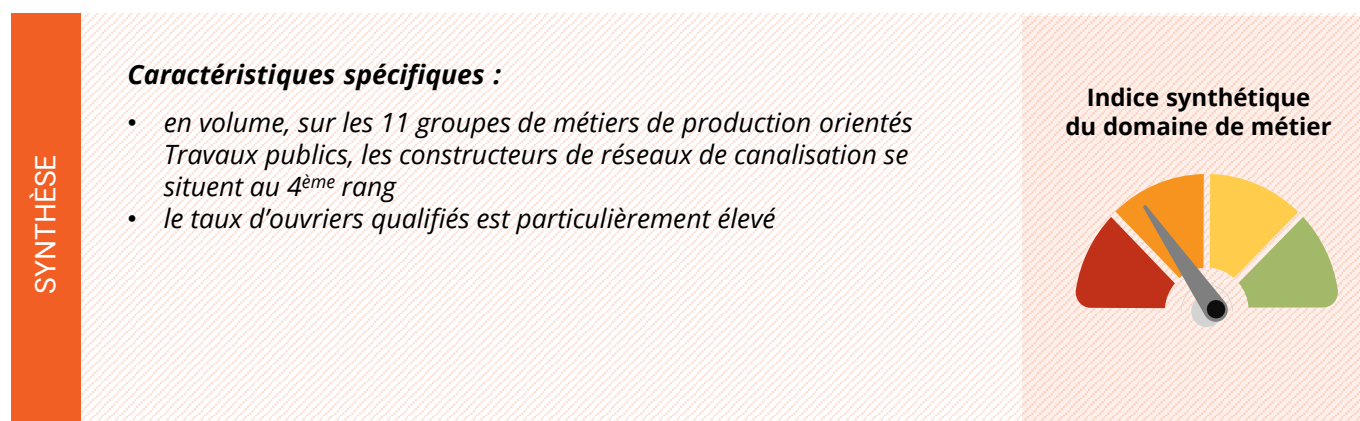 SYNTHÈSE
Caractéristiques spécifiques :
• en volume, sur les 11 groupes de métiers de production orientés
Travaux publics, les constructeurs de réseaux de canalisation se
situent au 4ème rang
• le taux d’ouvriers qualifiés est particulièrement élevé
Indice synthétique
du domaine de métier